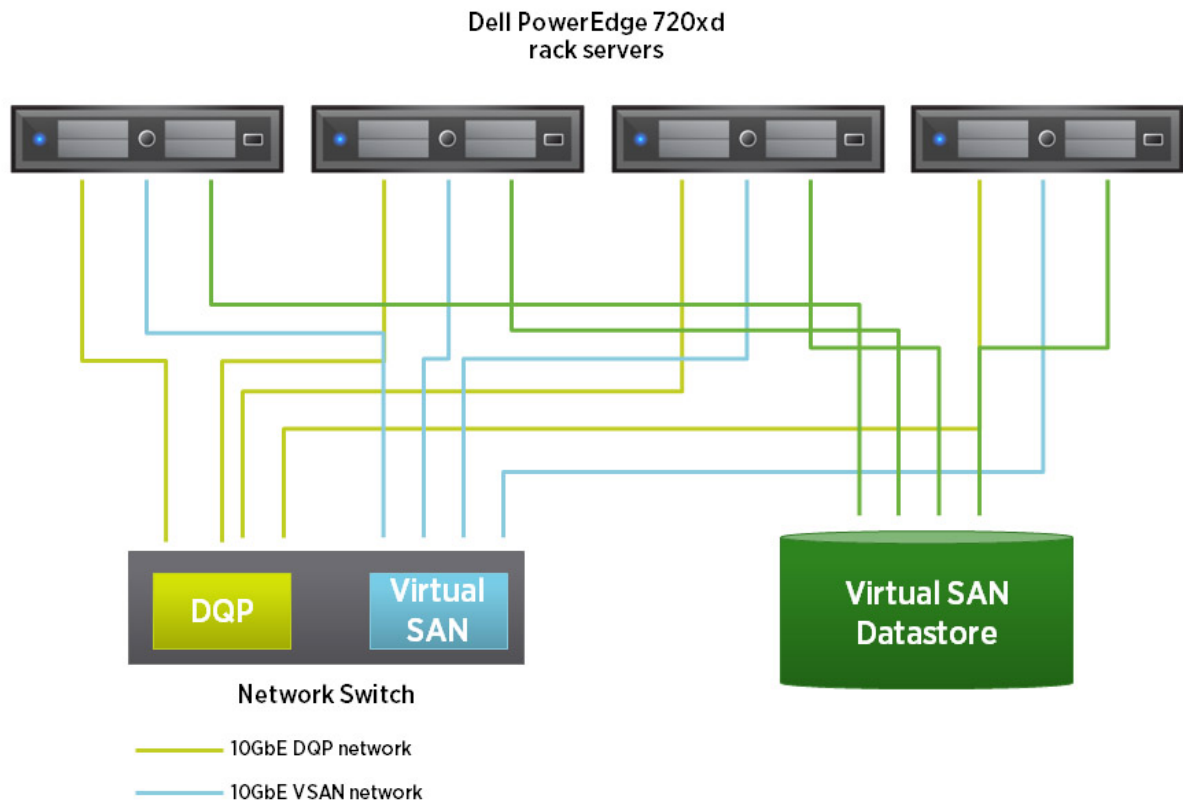 Dell PowerEdge 720xd
rack servers
DQP
Virtual
SAN
Virtual SAN
Datastore
Network Switch
10GbE DQP network
10GbE VSAN network